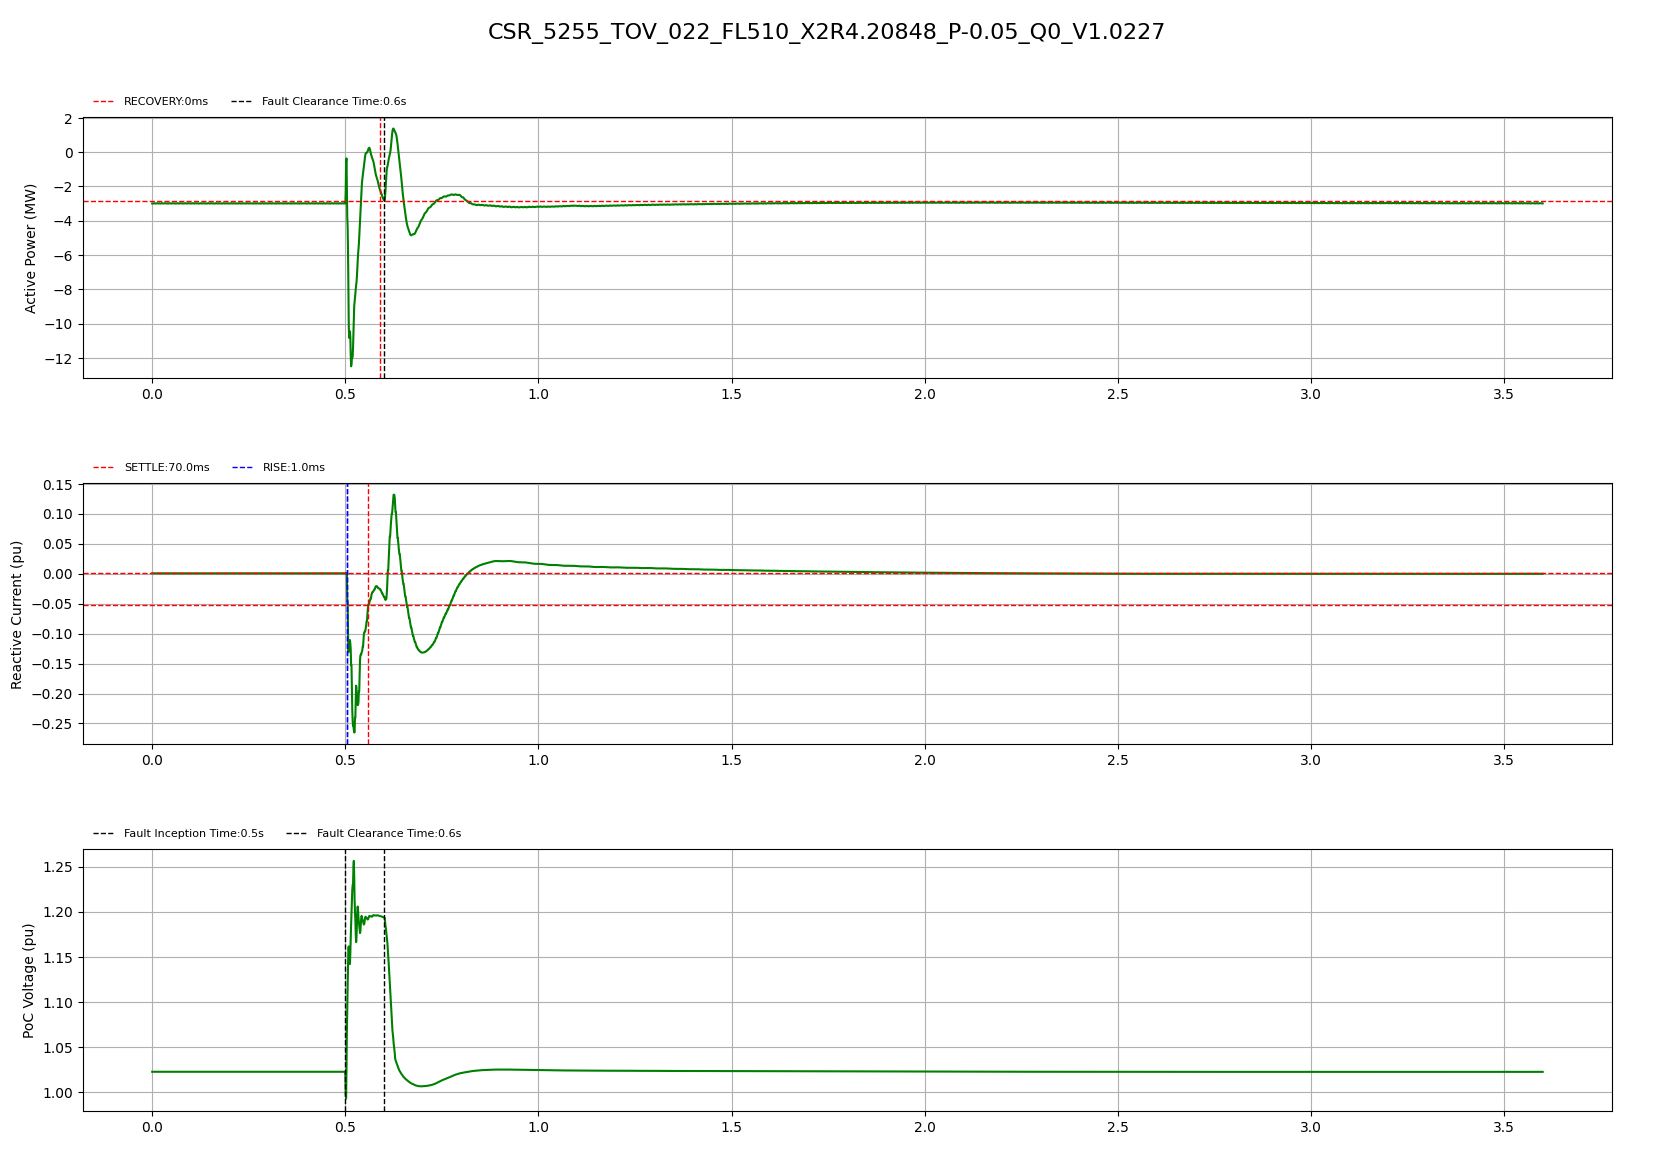 CSR_5255_TOV_022_FL510_X2R4.20848_P-0.05_Q0_V1.0227
RECOVERY:0ms Fault Clearance Time:0.6s
Active Power (MW)
2
0
−2
−4
−6
−8
−10
−12
0.0 0.5 1.0 1.5 2.0 2.5 3.0 3.5
SETTLE:70.0ms RISE:1.0ms
Reactive Current (pu)
0.15
0.10
0.05
0.00
−0.05
−0.10
−0.15
−0.20
−0.25
0.0 0.5 1.0 1.5 2.0 2.5 3.0 3.5
Fault Inception Time:0.5s Fault Clearance Time:0.6s
PoC Voltage (pu)
1.25
1.20
1.15
1.10
1.05
1.00
0.0 0.5 1.0 1.5 2.0 2.5 3.0 3.5